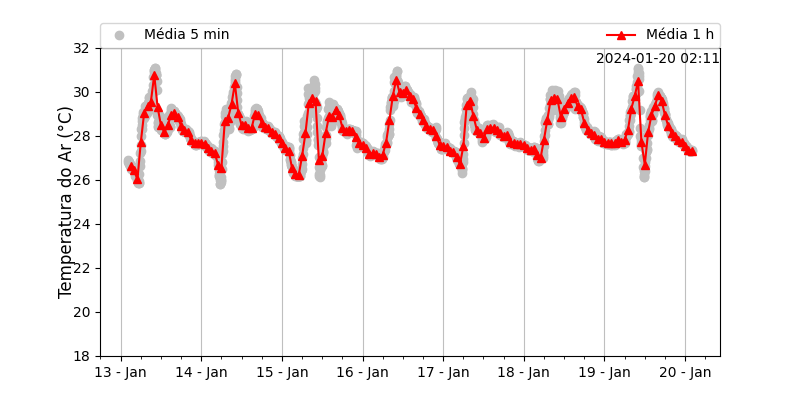 Média 5 min
Média 1 h
2024-01-20 02:11
Temperatura do Ar (°C)
32
30
28
26
24
22
20
18
13 - Jan
14 - Jan
15 - Jan
16 - Jan
17 - Jan
18 - Jan
19 - Jan
20 - Jan